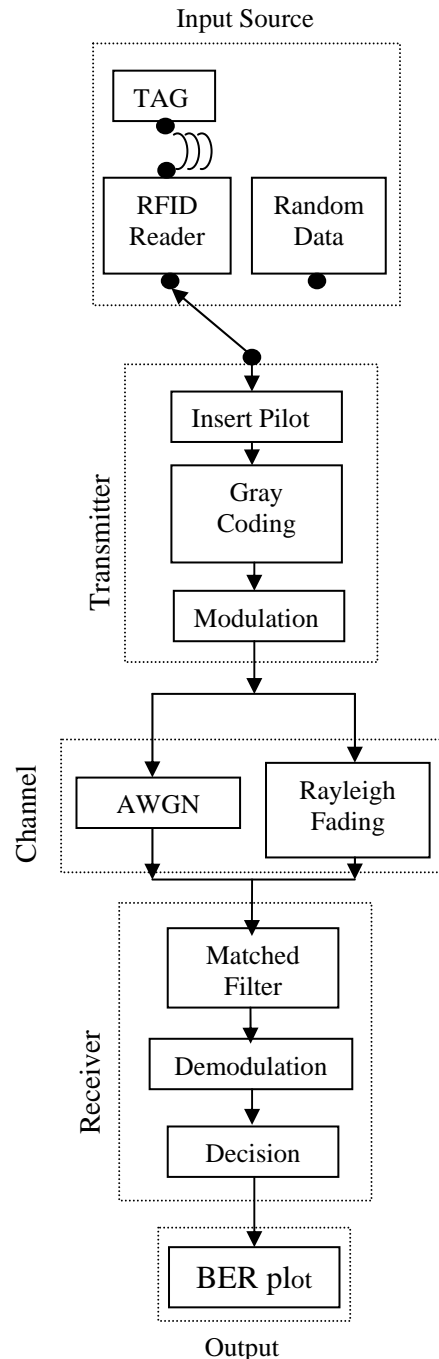 Input Source
TAG
RFID
Reader
Random
Data
Transmitter
Insert Pilot
Gray
Coding
Modulation
Channel
AWGN
Rayleigh
Fading
Receiver
Matched
Filter
Demodulation
Decision
BER plot
Output